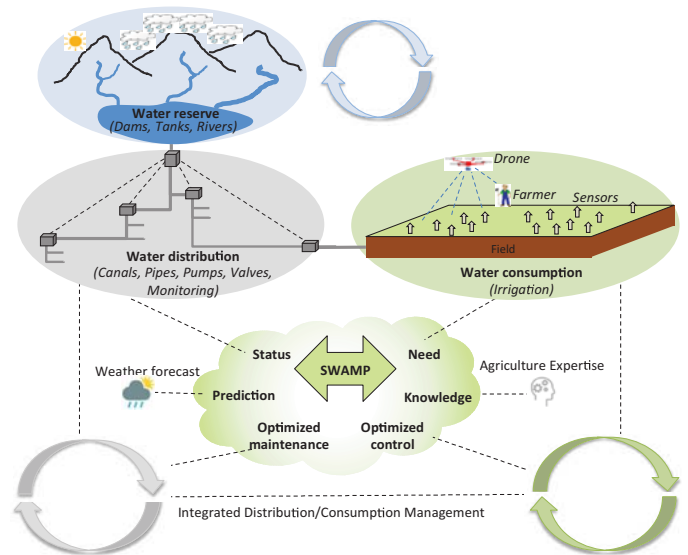 Water reserve
(Dams, Tanks, Rivers)
Drone
Farmer
Sensors
Field
Water distribution
(Canals, Pipes, Pumps, Valves,
Monitoring)
Water consumption
(Irrigation)
Status
SWAMP
Need
Weather forecast
Agriculture Expertise
Prediction
Knowledge
Optimized
maintenance
Optimized
control
Integrated Distribution/Consumption Management